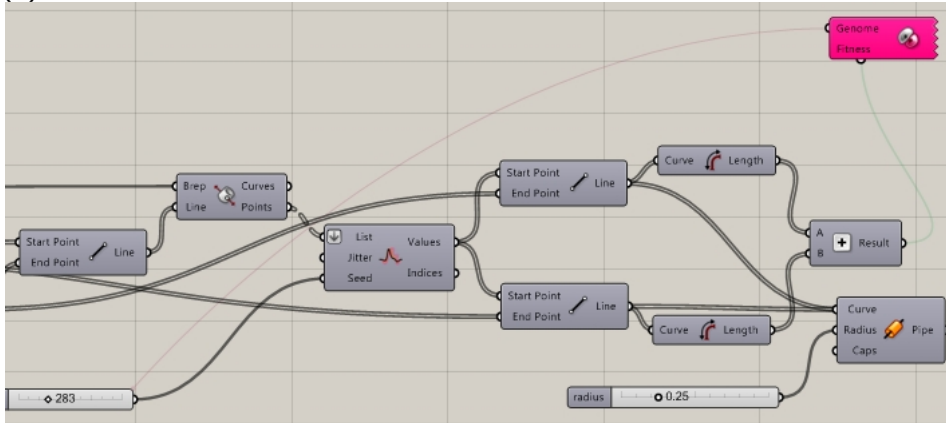 Genome
Fitness
Brep Curves
Line Points
Start Point Line
End Point
List Values
Jitter
Seed Indices
Start Point Line
End Point
Curve Length
A Result
B
Start Point Line
End Point
Curve Length
Curve
Radius Pipe
Caps
283
radius 0.25